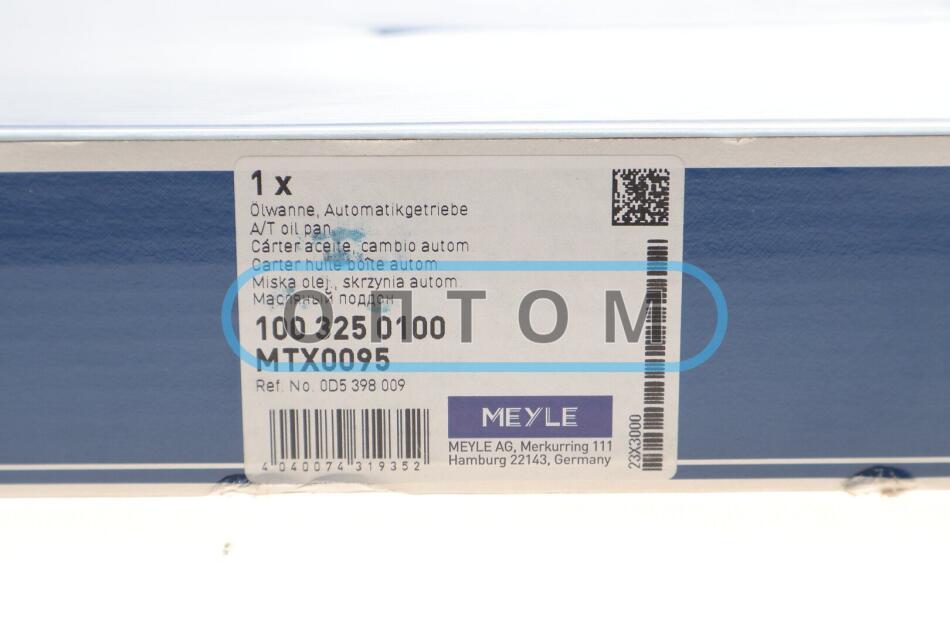 1 x
Ölwanne, Automatikgetriebe
A/T oil pan
Cárter aceite, cambio autom.
Carter huile boîte autom.
Miska olej., skrzynia autom.
Масляный поддон
ОПТОМ
100 325 0100
MTX0095
Ref. No. 0D5 398 009
4 040074 319352
MEYLE
MEYLE AG, Merkurring 111
Hamburg 22143, Germany
23X3000